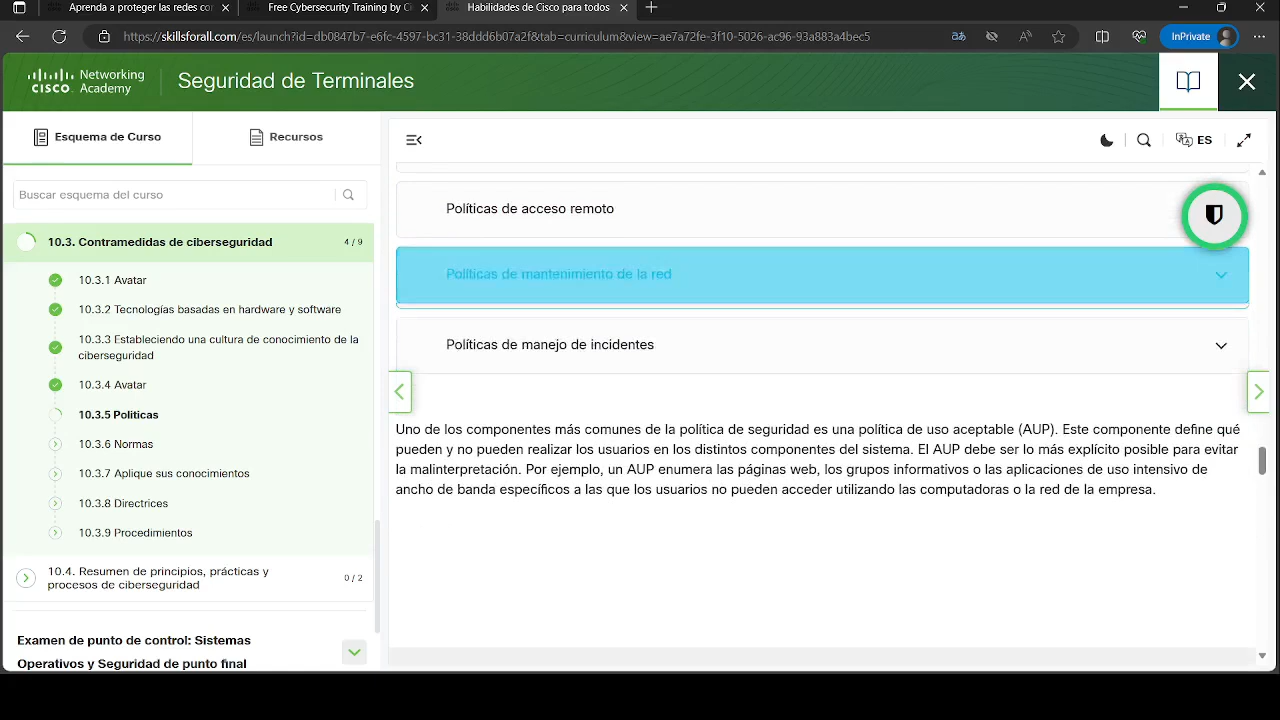 Aprenda a proteger las redes cor
Free Cybersecurity Training by Ci
Habilidades de Cisco para todos
https://skillsforall.com/es/launch?id=db0847b7-e6fc-4597-bc31-38ddd6b07a2f&tab=curriculum&view=ae7a72fe-3f10-5026-ac96-93a883a4bec5
InPrivate
Networking
CISCO Academy
Seguridad de Terminales
Esquema de Curso
Recursos
ES
Buscar esquema del curso
10.3. Contramedidas de ciberseguridad
4 / 9
10.3.1 Avatar
10.3.2 Tecnologías basadas en hardware y software
10.3.3 Estableciendo una cultura de conocimiento de la
ciberseguridad
10.3.4 Avatar
10.3.5 Políticas
10.3.6 Normas
10.3.7 Aplique sus conocimientos
10.3.8 Directrices
10.3.9 Procedimientos
10.4. Resumen de principios, prácticas y
procesos de ciberseguridad
0 / 2
Examen de punto de control: Sistemas
Operativos y Seguridad de punto final
Políticas de acceso remoto
Políticas de mantenimiento de la red
Políticas de manejo de incidentes
Uno de los componentes más comunes de la política de seguridad es una política de uso aceptable (AUP). Este componente define qué
pueden y no pueden realizar los usuarios en los distintos componentes del sistema. El AUP debe ser lo más explícito posible para evitar
la malinterpretación. Por ejemplo, un AUP enumera las páginas web, los grupos informativos o las aplicaciones de uso intensivo de
ancho de banda específicos a las que los usuarios no pueden acceder utilizando las computadoras o la red de la empresa.